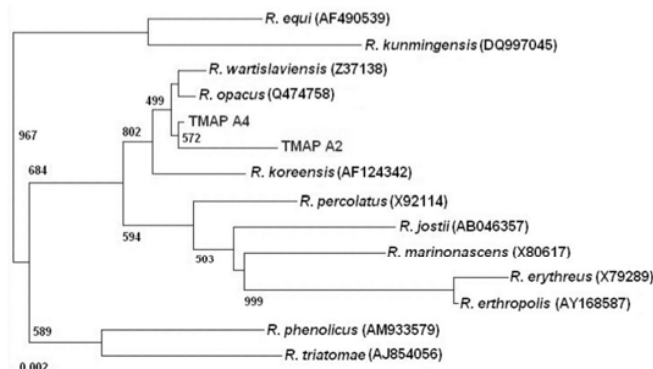 R. equi (AF490539)
R. kunmingensis (DQ997045)
R. wartislaviensis (Z37138)
R. opacus (Q474758)
499
TMAP A4
802
572
967
TMAP A2
684
R. koreensis (AF124342)
R. percolatus (X92114)
R. jostii (AB046357)
594
R. marinonascens (X80617)
503
R. erythreus (X79289)
999
R. erthropolis (AY168587)
R. phenolicus (AM933579)
589
R. triatomae (AJ854056)
0.002